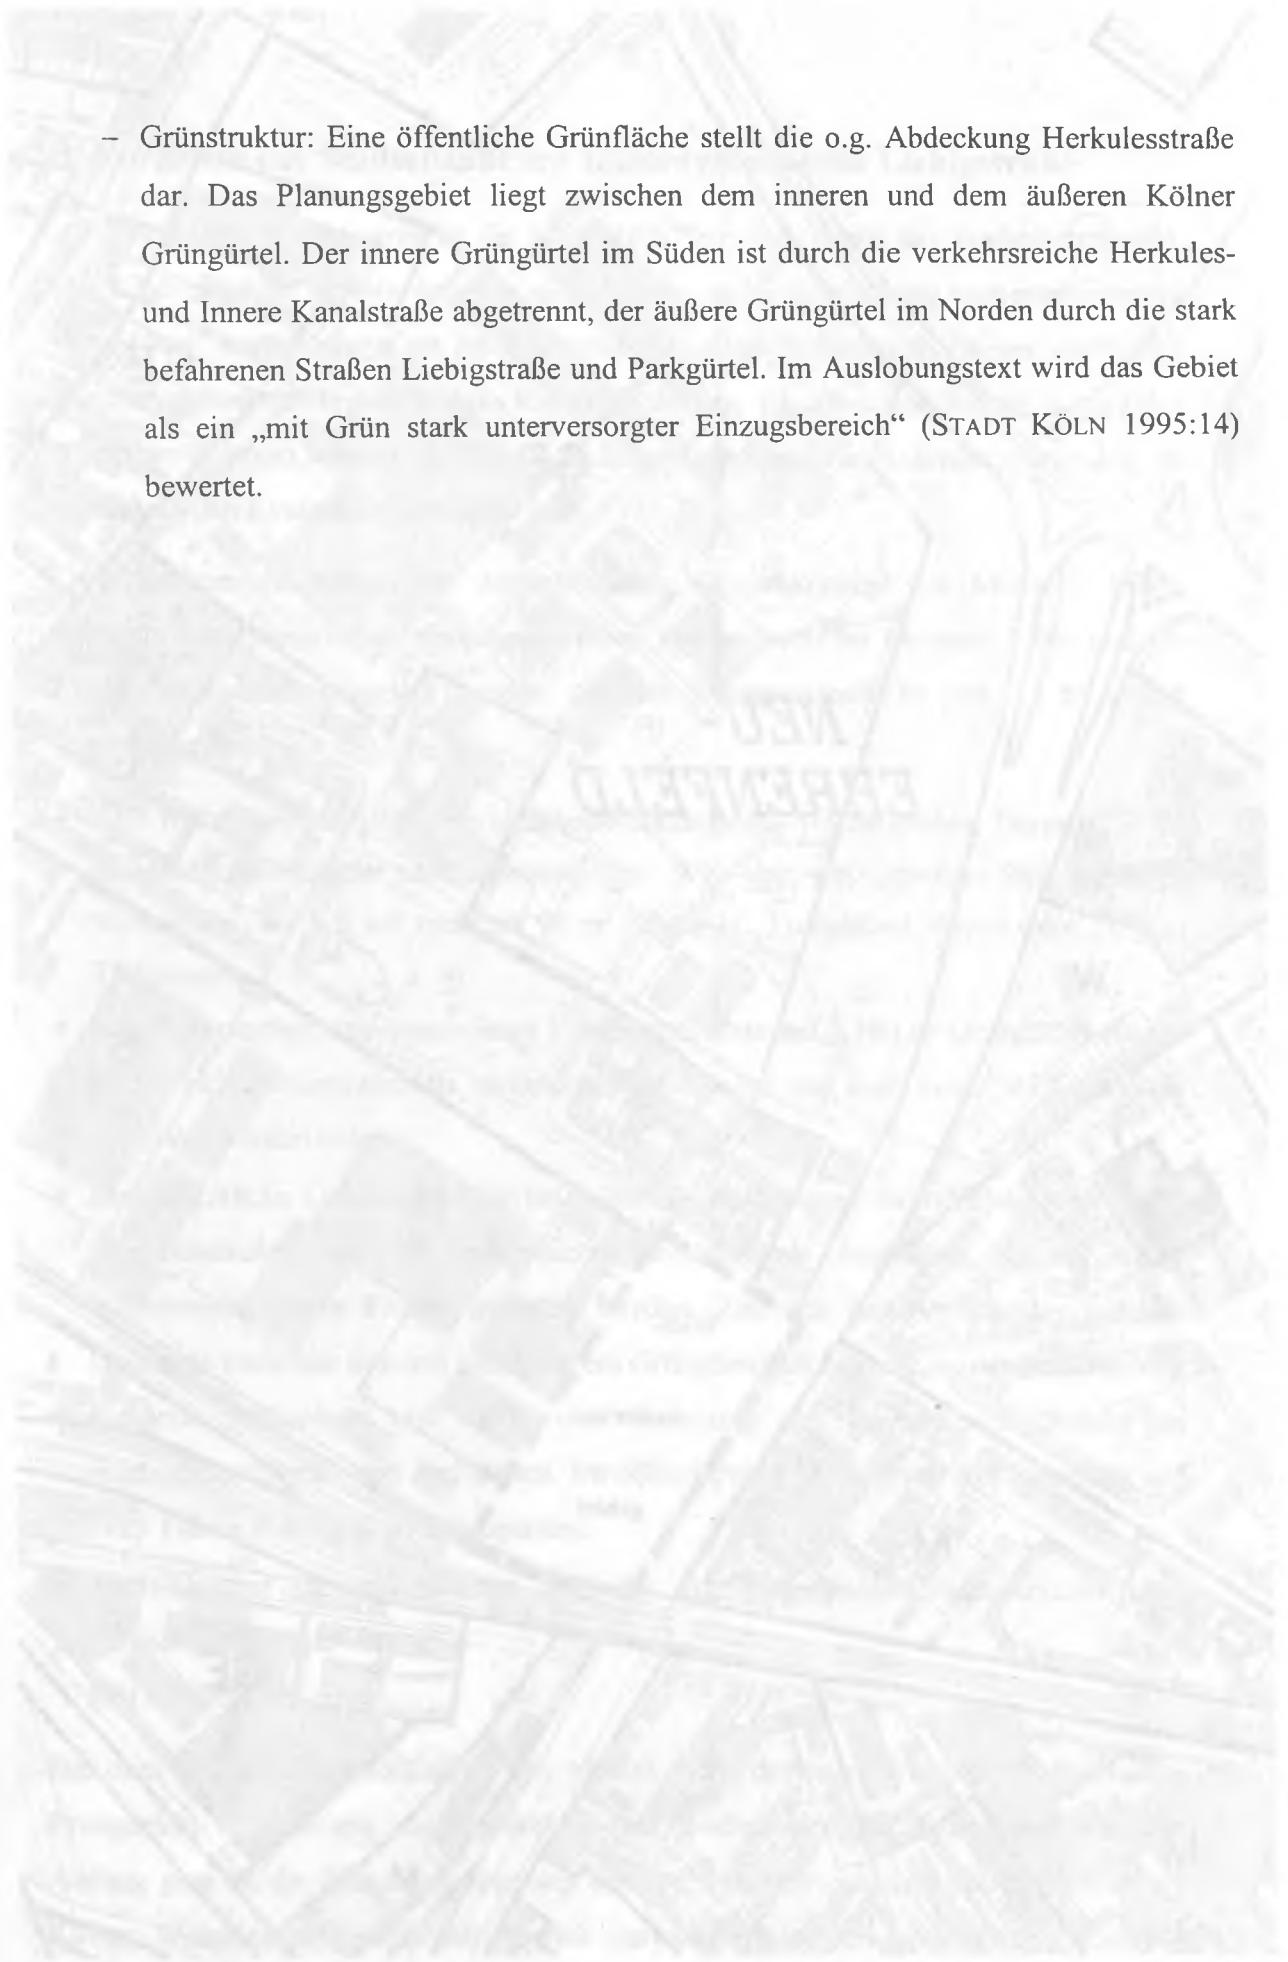 – Grünstruktur: Eine öffentliche Grünfläche stellt die o.g. Abdeckung Herkulesstraße
dar. Das Planungsgebiet liegt zwischen dem inneren und dem äußeren Kölner
Grüngürtel. Der innere Grüngürtel im Süden ist durch die verkehrsreiche Herkules-
und Innere Kanalstraße abgetrennt, der äußere Grüngürtel im Norden durch die stark
befahrenen Straßen Liebigstraße und Parkgürtel. Im Auslobungstext wird das Gebiet
als ein „mit Grün stark unterversorgter Einzugsbereich“ (STADT KÖLN 1995:14)
bewertet.
NEU-
EHRENFELD